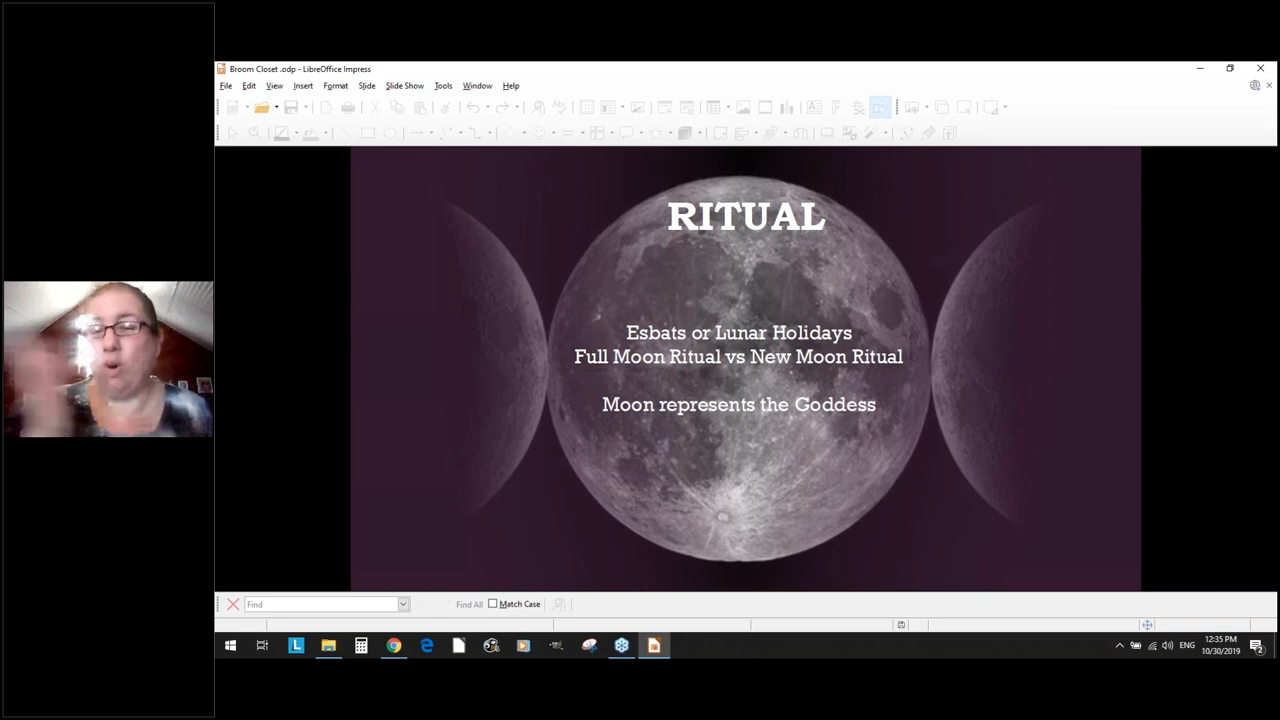 Broom Closet .odp - LibreOffice Impress
File Edit View Insert Format Slide Slide Show Tools Window Help
RITUAL
Esbats or Lunar Holidays
Full Moon Ritual vs New Moon Ritual
Moon represents the Goddess
Find Find All Match Case
L ENG 12:35 PM
10/30/2019 2